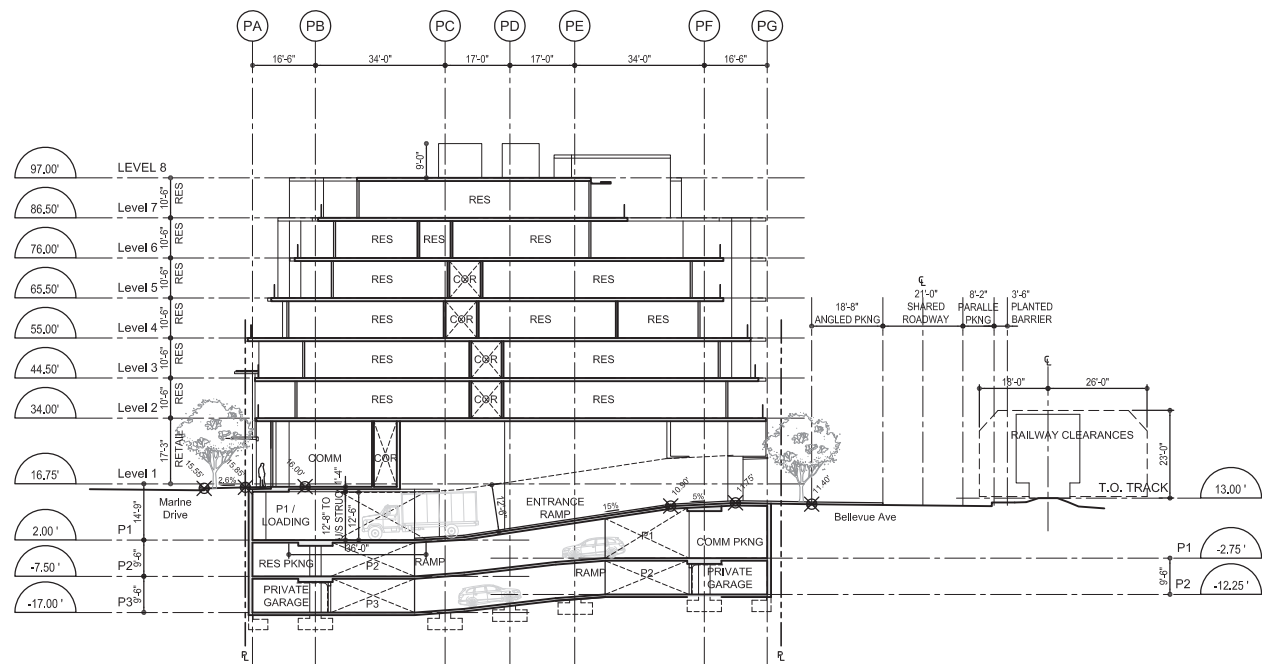 PA PB PC PD PE PF PG
16'-6" 34'-0" 17'-0" 17'-0" 34'-0" 16'-6"
9'-0"
97.00' LEVEL 8
10'-6" RES
RES
86.50' Level 7
10'-6" RES
RES RES RES
76.00' Level 6
10'-6" RES
RES COR RES
65.50' Level 5
10'-6" RES
RES COR RES RES
55.00' Level 4
10'-6" RES
RES COR RES
44.50' Level 3
10'-6" RES
RES COR RES
34.00' Level 2
17'-3" RETAIL
COMM COR
16.75' Level 1
℄
18'-8" ANGLED PKNG
21'-0" SHARED ROADWAY
8'-2" PARALLE PKNG
3'-6" PLANTED BARRIER
℄
18'-0" 26'-0"
RAILWAY CLEARANCES
23'-0"
T.O. TRACK 13.00'
15.55' 15.85' 2.6% 16.00'
Marine Drive
14'-9"
P1 / LOADING
12'-6" TO U/S STRUC
1'-4"
12'-6"
ENTRANCE RAMP
15% 10.90' 5% 11.75' 11.40'
Bellevue Ave
2.00' P1
P1 COMM PKNG
36'-0"
9'-6"
RES PKNG P2 RAMP
P1 -2.75'
-7.50' P2
RAMP P2 PRIVATE GARAGE
9'-6"
9'-6"
PRIVATE GARAGE P3
P2 -12.25'
-17.00' P3